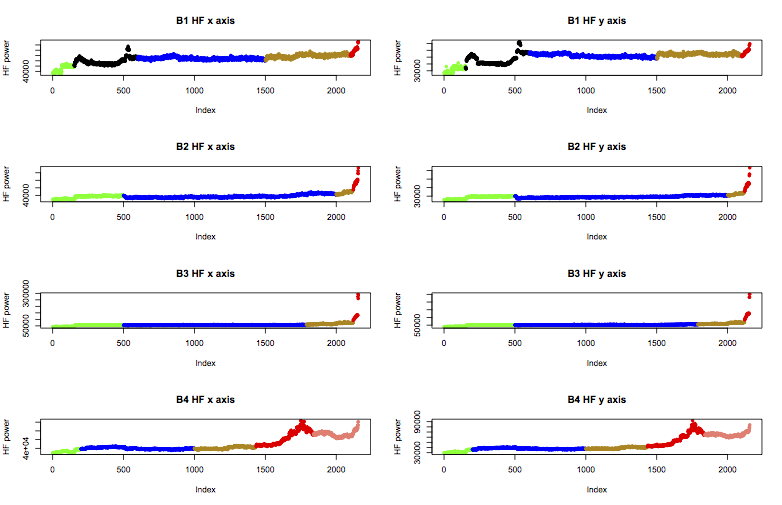 B1 HF x axis
B1 HF y axis
HF power
40000
HF power
30000
0 500 1000 1500 2000
0 500 1000 1500 2000
Index
Index
B2 HF x axis
B2 HF y axis
HF power
40000
HF power
30000
0 500 1000 1500 2000
0 500 1000 1500 2000
Index
Index
B3 HF x axis
B3 HF y axis
HF power
50000 300000
HF power
50000
0 500 1000 1500 2000
0 500 1000 1500 2000
Index
Index
B4 HF x axis
B4 HF y axis
HF power
4e+04
HF power
30000 900000
0 500 1000 1500 2000
0 500 1000 1500 2000
Index
Index